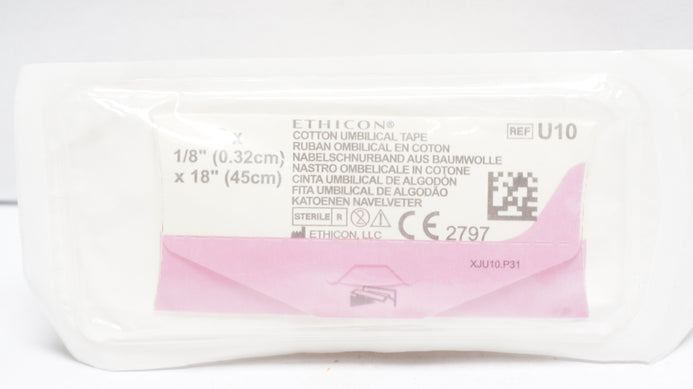 ETHICON®
COTTON UMBILICAL TAPE
RUBAN OMBILICAL EN COTON
NABELSCHNURBAND AUS BAUMWOLLE
NASTRO OMBELICALE IN COTONE
CINTA UMBILICAL DE ALGODÓN
FITA UMBILICAL DE ALGODÃO
KATOENEN NAVELVETER
x
1/8" (0.32cm)
x 18" (45cm)
REF U10
STERILE R
ETHICON, LLC
CE 2797
XJU10.P31